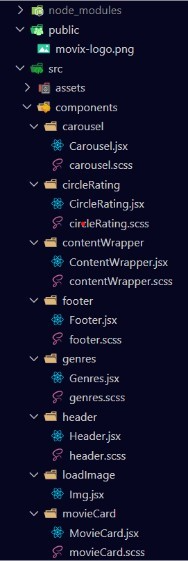 node_modules
public
movix-logo.png
src
assets
components
carousel
Carousel.jsx
carousel.scss
circleRating
CircleRating.jsx
circleRating.scss
contentWrapper
ContentWrapper.jsx
contentWrapper.scss
footer
Footer.jsx
footer.scss
genres
Genres.jsx
genres.scss
header
Header.jsx
header.scss
loadImage
Img.jsx
movieCard
MovieCard.jsx
movieCard.scss